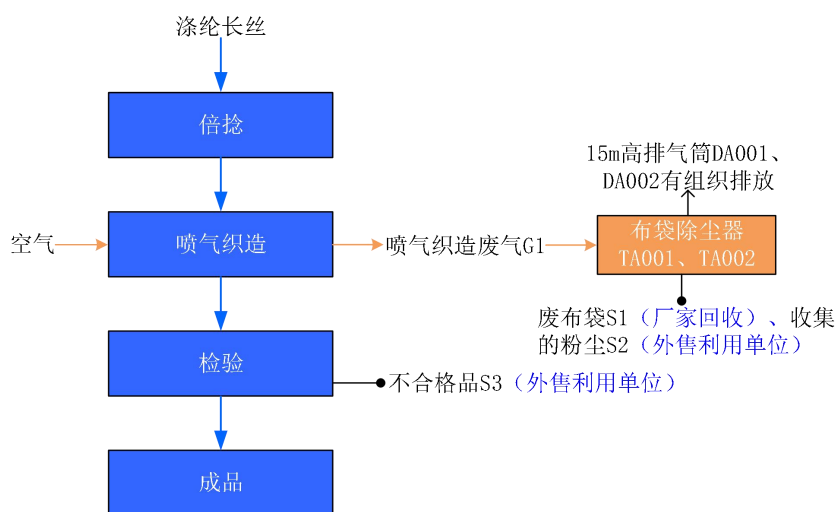 涤纶长丝
倍捻
15m高排气筒DA001、
DA002有组织排放
空气
喷气织造
喷气织造废气G1
布袋除尘器
TA001、TA002
废布袋S1（厂家回收）、收集
的粉尘S2（外售利用单位）
检验
不合格品S3（外售利用单位）
成品